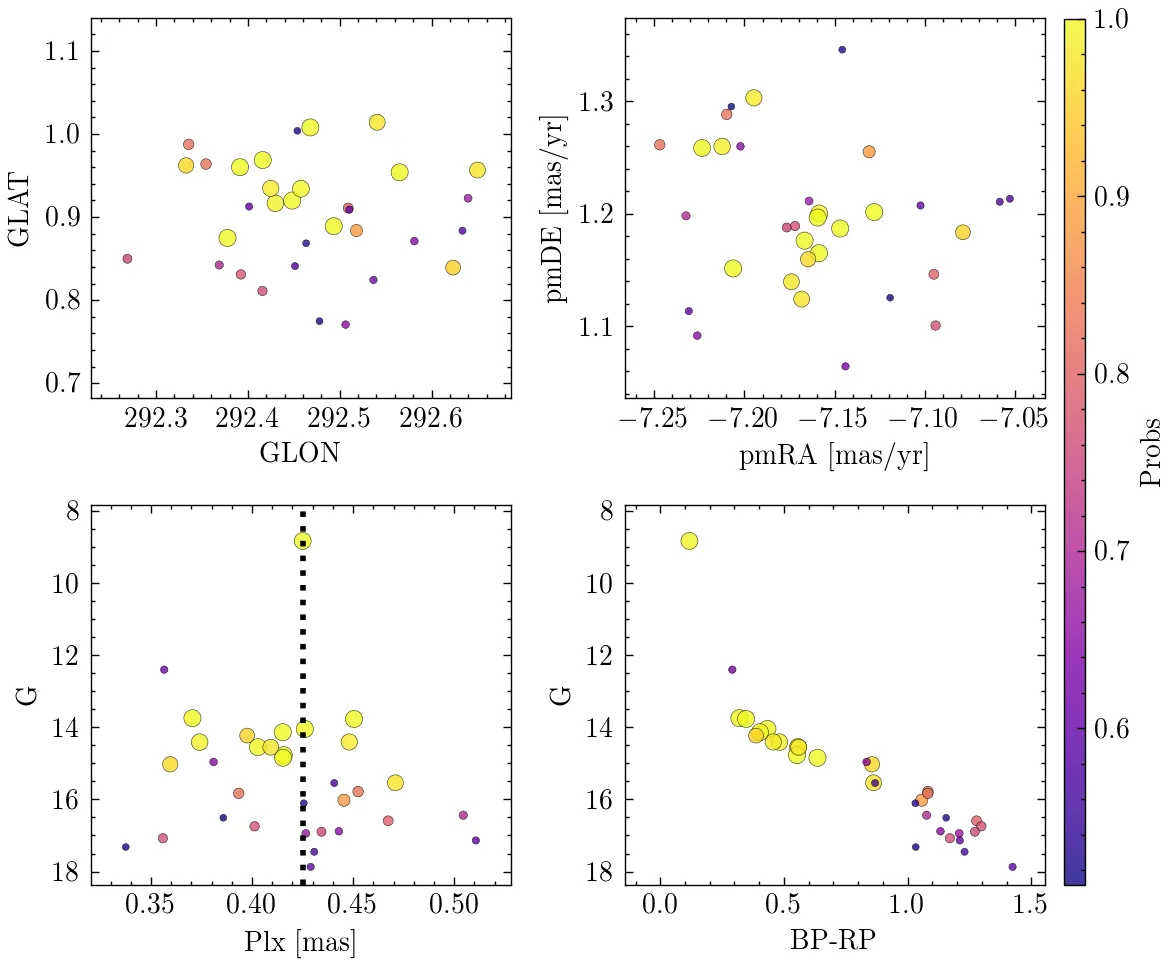 1.1
1.0
0.9
0.8
0.7
GLAT
292.3 292.4 292.5 292.6
GLON
1.3
1.2
1.1
pmDE [mas/yr]
−7.25 −7.20 −7.15 −7.10 −7.05
pmRA [mas/yr]
8
10
12
14
16
18
G
0.35 0.40 0.45 0.50
Plx [mas]
8
10
12
14
16
18
G
0.0 0.5 1.0 1.5
BP-RP
1.0
0.9
0.8
0.7
0.6
Probs